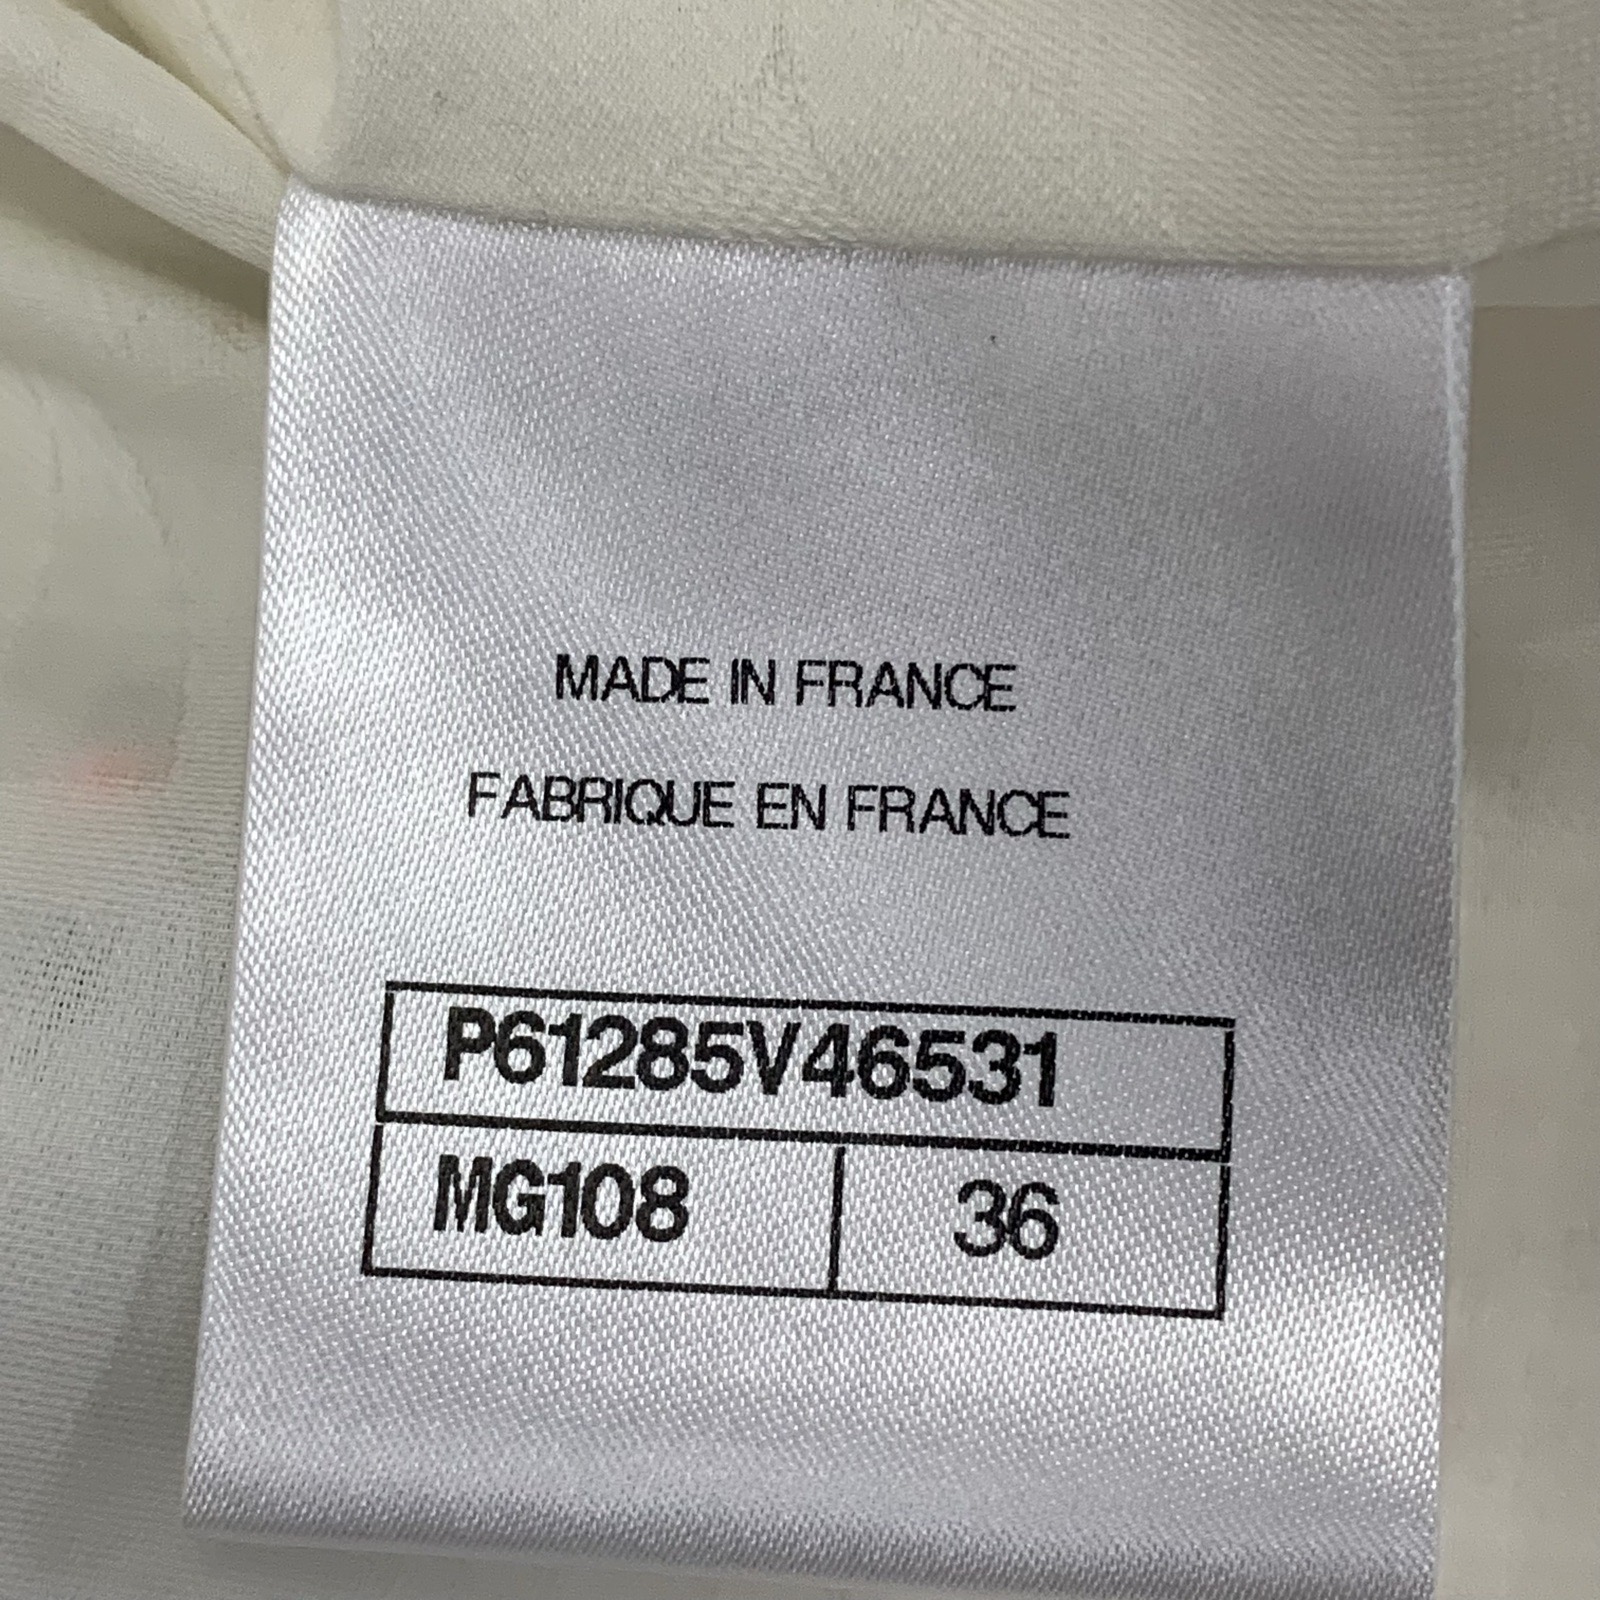 MADE IN FRANCE
FABRIQUE EN FRANCE
P61285V46531
MG108 36